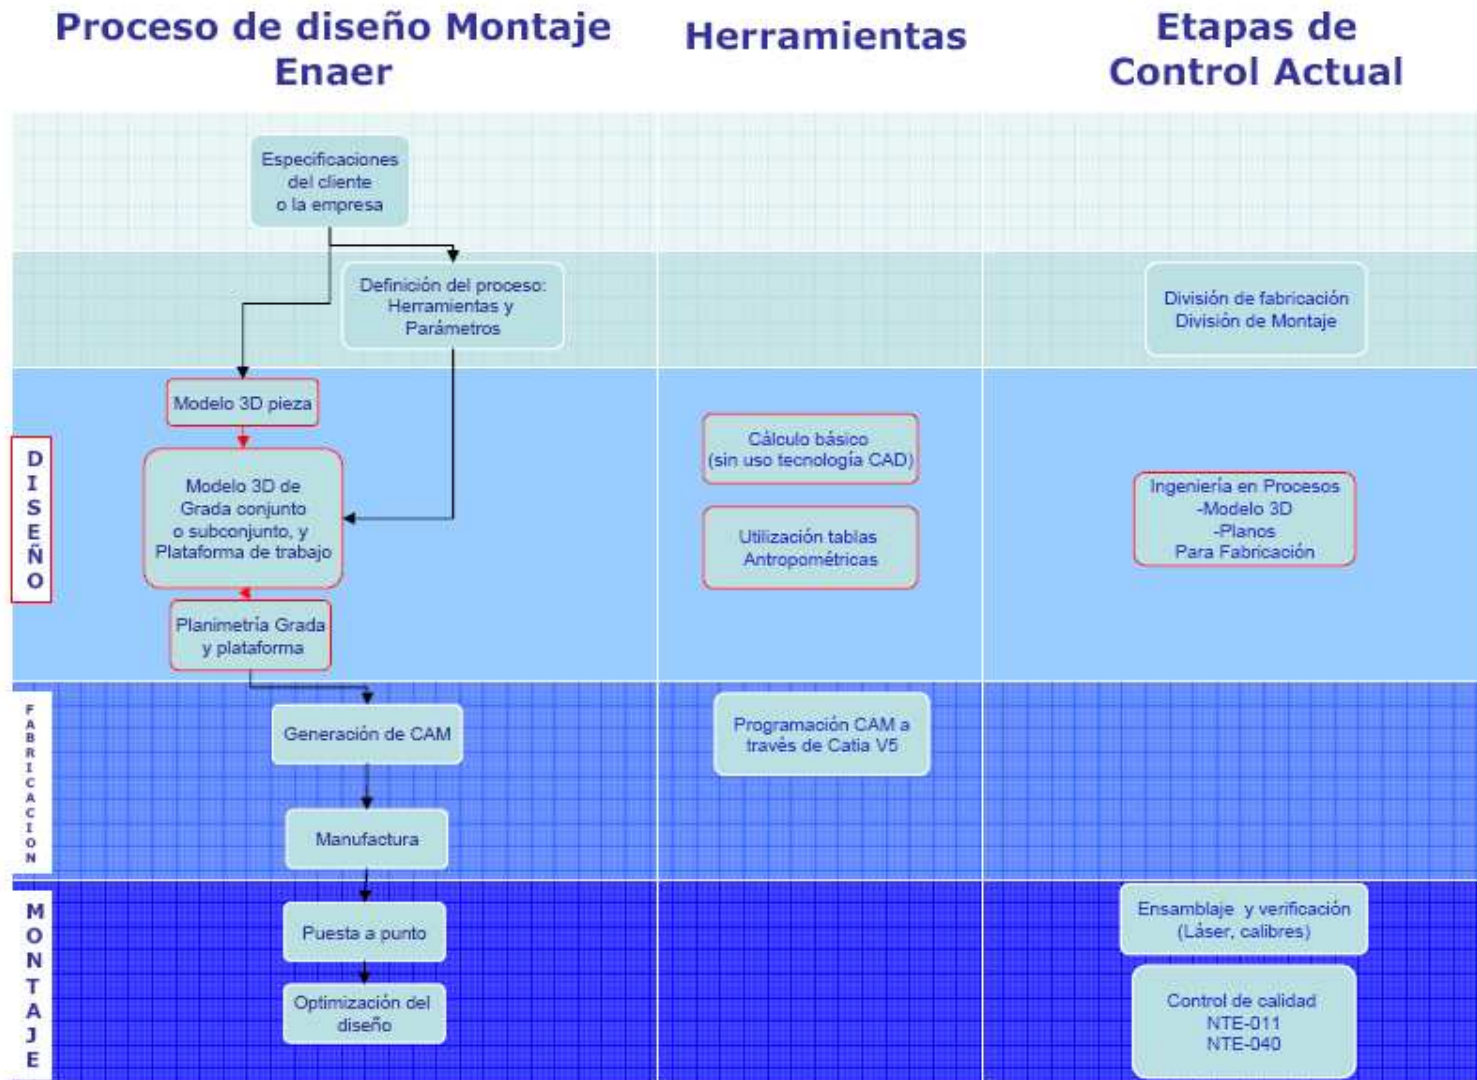 Proceso de diseño Montaje
Enaer
Herramientas
Etapas de
Control Actual
Especificaciones
del cliente
o la empresa
Definición del proceso:
Herramientas y
Parámetros
División de fabricación
División de Montaje
DISEÑO
Modelo 3D pieza
Modelo 3D de
Grada conjunto
o subconjunto, y
Plataforma de trabajo
Planimetría Grada
y plataforma
Cálculo básico
(sin uso tecnología CAD)
Utilización tablas
Antropométricas
Ingeniería en Procesos
-Modelo 3D
-Planos
Para Fabricación
FABRICACION
Generación de CAM
Manufactura
Programación CAM a
través de Catia V5
MONTAJE
Puesta a punto
Optimización del
diseño
Ensamblaje y verificación
(Láser, calibres)
Control de calidad
NTE-011
NTE-040